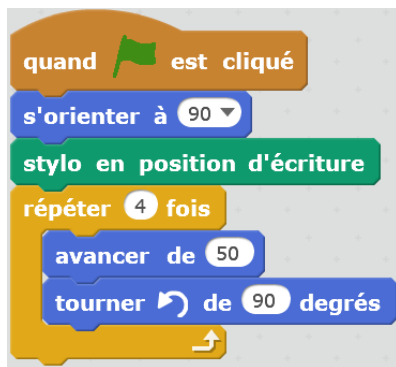 quand est cliqué
s'orienter à 90
stylo en position d'écriture
répéter 4 fois
avancer de 50
tourner de 90 degrés